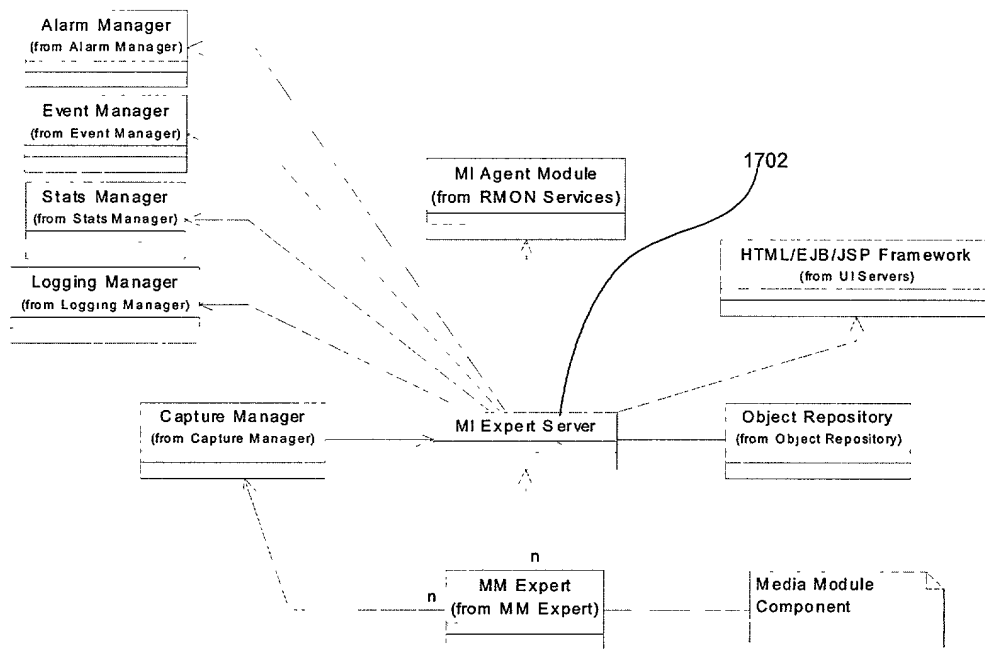 Alarm Manager
(from Alarm Manager)
Event Manager
(from Event Manager)
Stats Manager
(from Stats Manager)
Logging Manager
(from Logging Manager)
MI Agent Module
(from RMON Services)
1702
HTML/EJB/JSP Framework
(from UI Servers)
Capture Manager
(from Capture Manager)
MI Expert Server
Object Repository
(from Object Repository)
n
n
MM Expert
(from MM Expert)
Media Module
Component